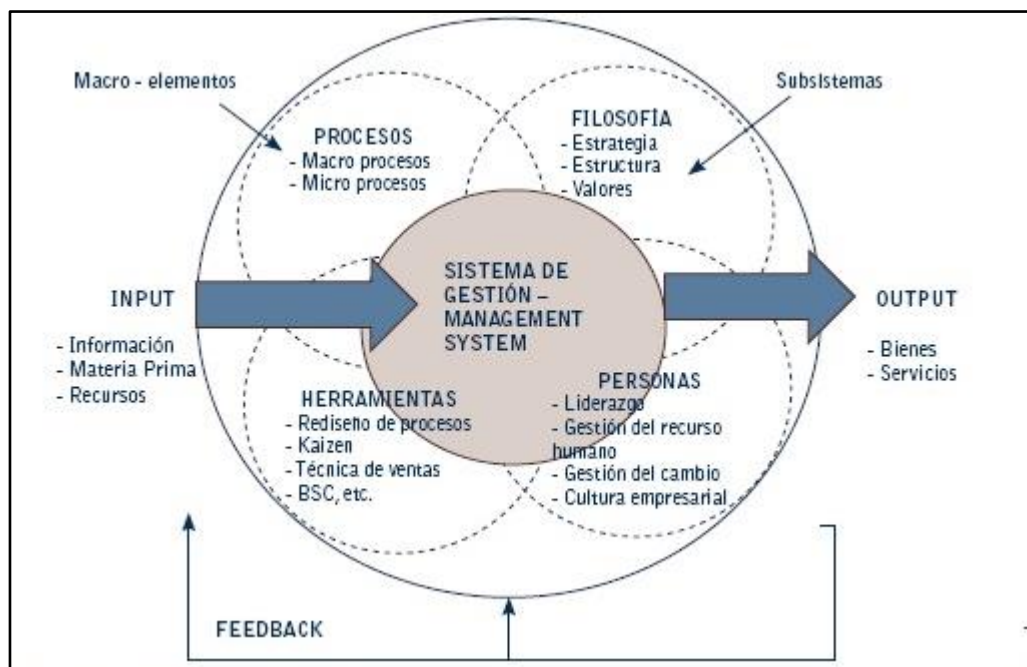 Macro - elementos
Subsistemas
PROCESOS
- Macro procesos
- Micro procesos
FILOSOFÍA
- Estrategia
- Estructura
- Valores
INPUT
- Información
- Materia Prima
- Recursos
SISTEMA DE
GESTIÓN –
MANAGEMENT
SYSTEM
OUTPUT
- Bienes
- Servicios
HERRAMIENTAS
- Rediseño de procesos
- Kaizen
- Técnica de ventas
- BSC, etc.
PERSONAS
- Liderazgo
- Gestión del recurso
humano
- Gestión del cambio
- Cultura empresarial
FEEDBACK